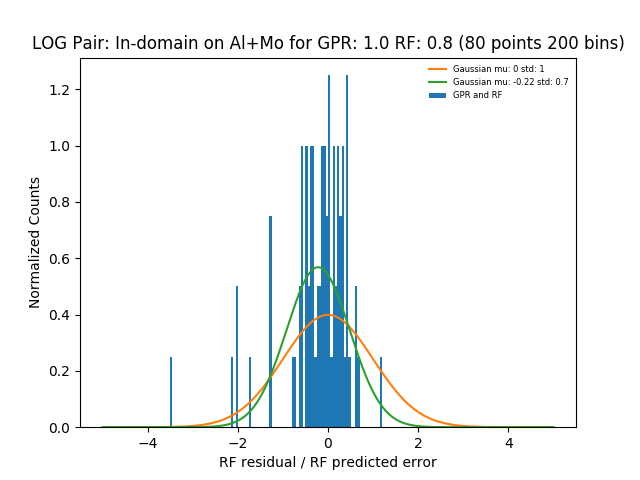 LOG Pair: In-domain on Al+Mo for GPR: 1.0 RF: 0.8 (80 points 200 bins)
Gaussian mu: 0 std: 1
Gaussian mu: -0.22 std: 0.7
GPR and RF
Normalized Counts
1.2
1.0
0.8
0.6
0.4
0.2
0.0
−4 −2 0 2 4
RF residual / RF predicted error